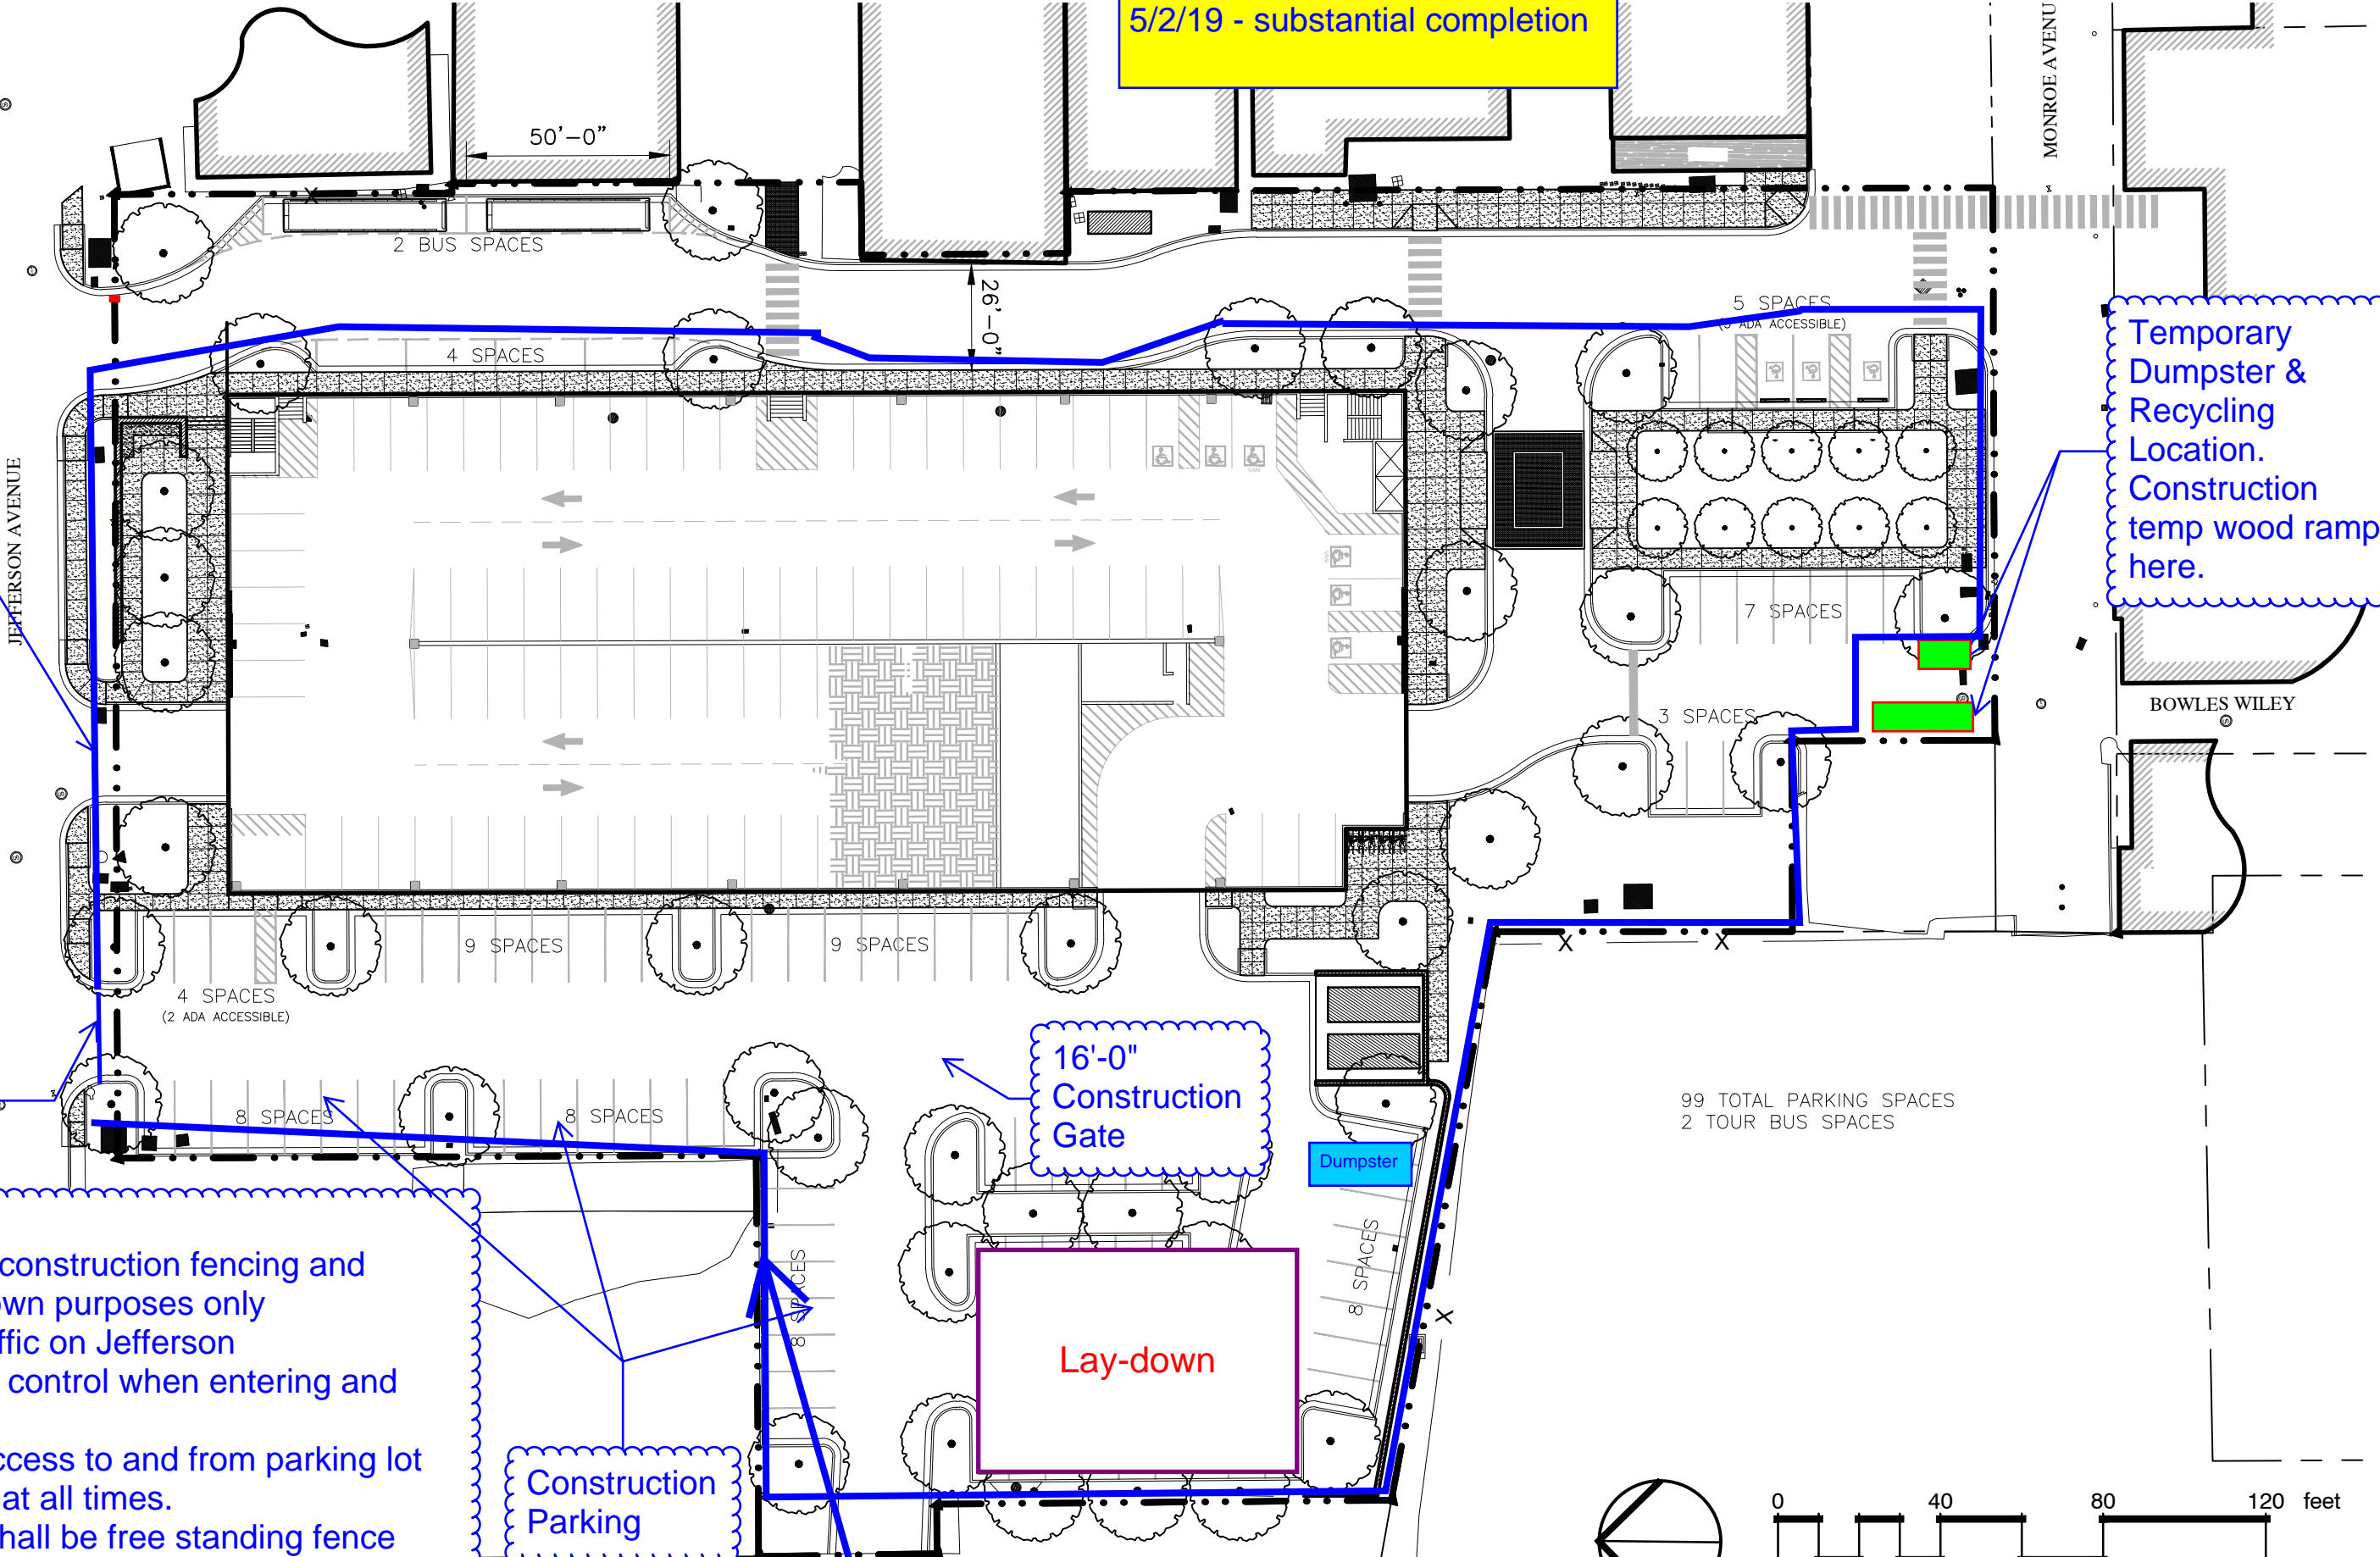 5/2/19 - substantial completion
MONROE AVENU
50'-0"
2 BUS SPACES
26'-0"
4 SPACES
5 SPACES
(3 ADA ACCESSIBLE)
Temporary
Dumpster &
Recycling
Location.
Construction
temp wood ramp
here.
JEFFERSON AVENUE
VAN
VAN
7 SPACES
3 SPACES
BOWLES WILEY
9 SPACES
9 SPACES
4 SPACES
(2 ADA ACCESSIBLE)
X
X
X
X
16'-0"
Construction
Gate
8 SPACES
8 SPACES
99 TOTAL PARKING SPACES
2 TOUR BUS SPACES
Dumpster
8 SPACES
8 SPACES
Lay-down
construction fencing and
own purposes only
ffic on Jefferson
control when entering and
ccess to and from parking lot
at all times.
hall be free standing fence
Construction
Parking
0 40 80 120 feet